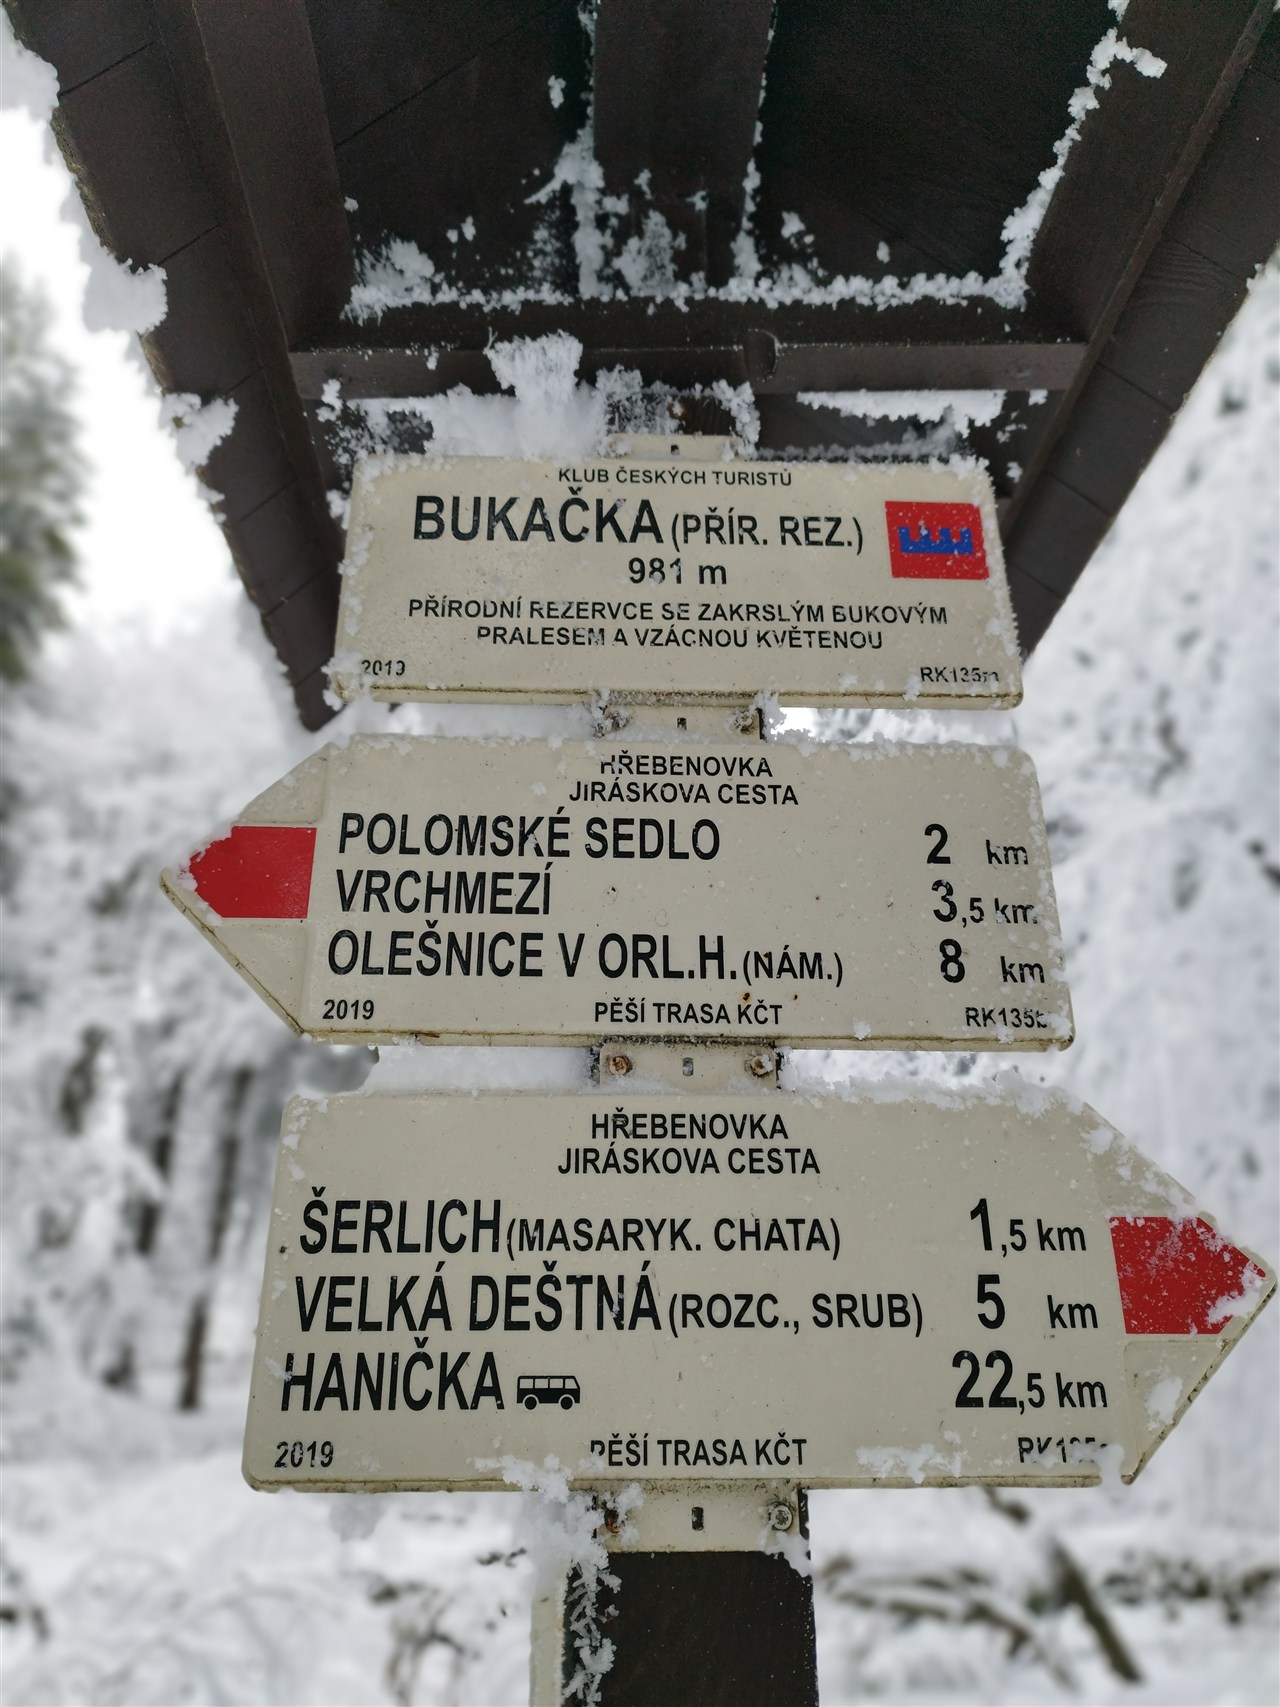 KLUB ČESKÝCH TURISTŮ
BUKAČKA (PŘÍR. REZ.)
981 m
PŘÍRODNÍ REZERVCE SE ZAKRSLÝM BUKOVÝM
PRALESEM A VZÁCNOU KVĚTENOU
2019 RK135m
HŘEBENOVKA
JIRÁSKOVA CESTA
POLOMSKÉ SEDLO 2 km
VRCHMEZÍ 3,5 km
OLEŠNICE V ORL.H. (NÁM.) 8 km
2019 PĚŠÍ TRASA KČT RK135b
HŘEBENOVKA
JIRÁSKOVA CESTA
ŠERLICH (MASARYK. CHATA) 1,5 km
VELKÁ DEŠTNÁ (ROZC., SRUB) 5 km
HANIČKA 22,5 km
2019 PĚŠÍ TRASA KČT